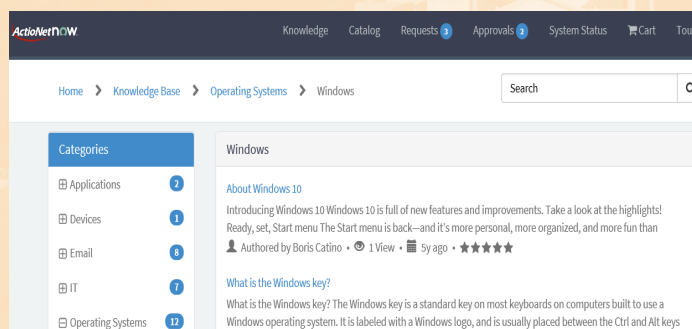 ActioNetnow
Knowledge Catalog Requests 3 Approvals 2 System Status Cart Tou
Home > Knowledge Base > Operating Systems > Windows
Search
Categories
Applications 2
Devices 1
Email 8
IT 7
Operating Systems 12
Windows
About Windows 10
Introducing Windows 10 Windows 10 is full of new features and improvements. Take a look at the highlights!
Ready, set, Start menu The Start menu is back—and it's more personal, more organized, and more fun than
Authored by Boris Catino • 1 View • 5y ago • ★★★★★
What is the Windows key?
What is the Windows key? The Windows key is a standard key on most keyboards on computers built to use a
Windows operating system. It is labeled with a Windows logo, and is usually placed between the Ctrl and Alt keys